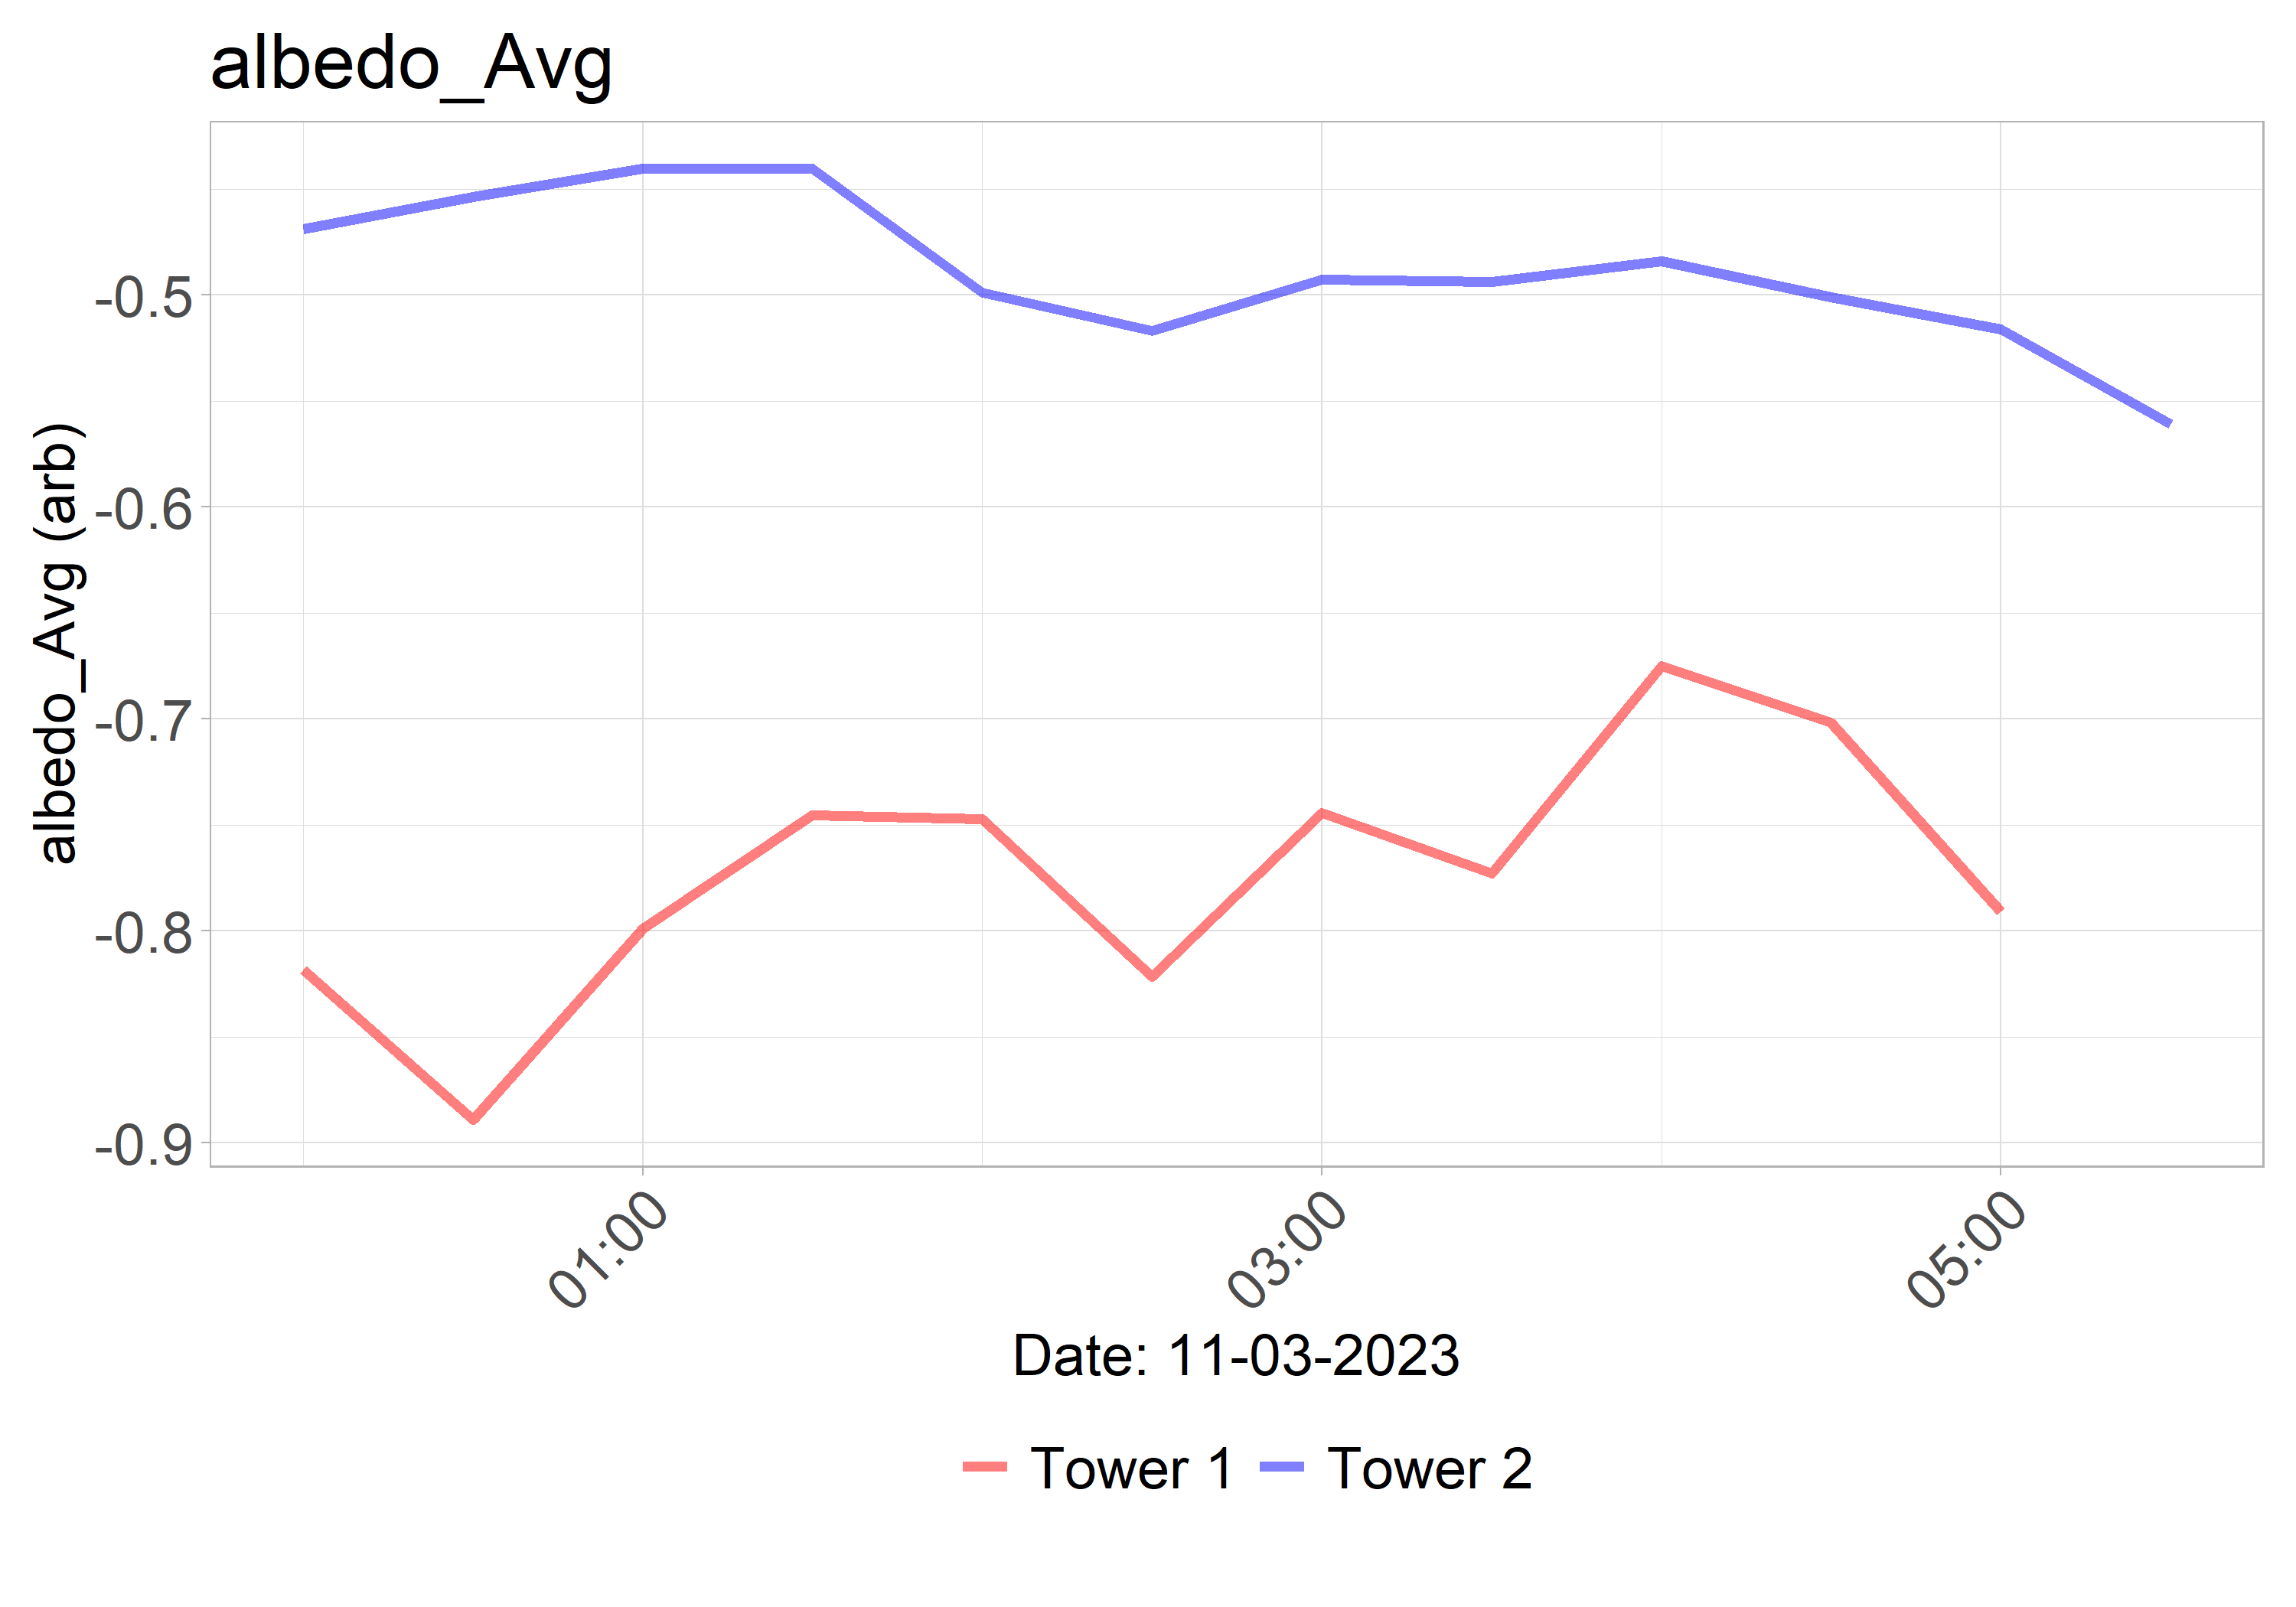 albedo_Avg
albedo_Avg (arb)
-0.5
-0.6
-0.7
-0.8
-0.9
01:00
03:00
05:00
Date: 11-03-2023
Tower 1
Tower 2